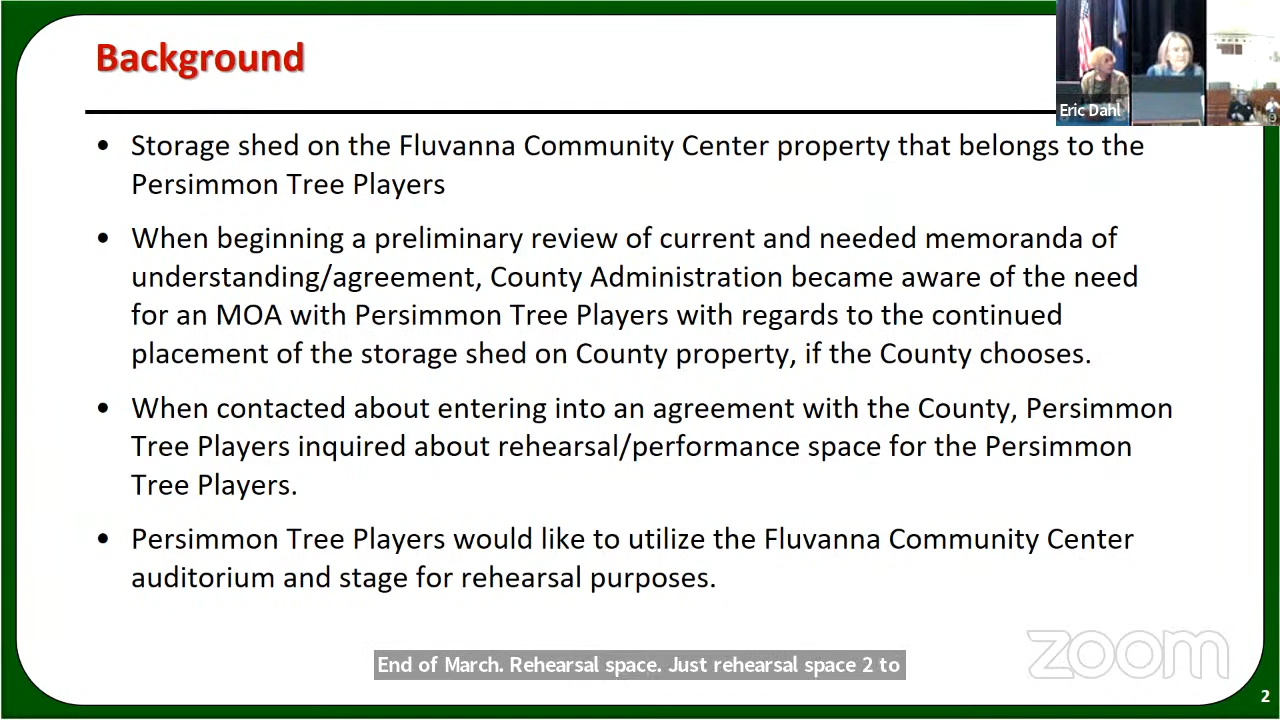 Background
Eric Dahl
• Storage shed on the Fluvanna Community Center property that belongs to the
Persimmon Tree Players
• When beginning a preliminary review of current and needed memoranda of
understanding/agreement, County Administration became aware of the need
for an MOA with Persimmon Tree Players with regards to the continued
placement of the storage shed on County property, if the County chooses.
• When contacted about entering into an agreement with the County, Persimmon
Tree Players inquired about rehearsal/performance space for the Persimmon
Tree Players.
• Persimmon Tree Players would like to utilize the Fluvanna Community Center
auditorium and stage for rehearsal purposes.
End of March. Rehearsal space. Just rehearsal space 2 to
zoom
2